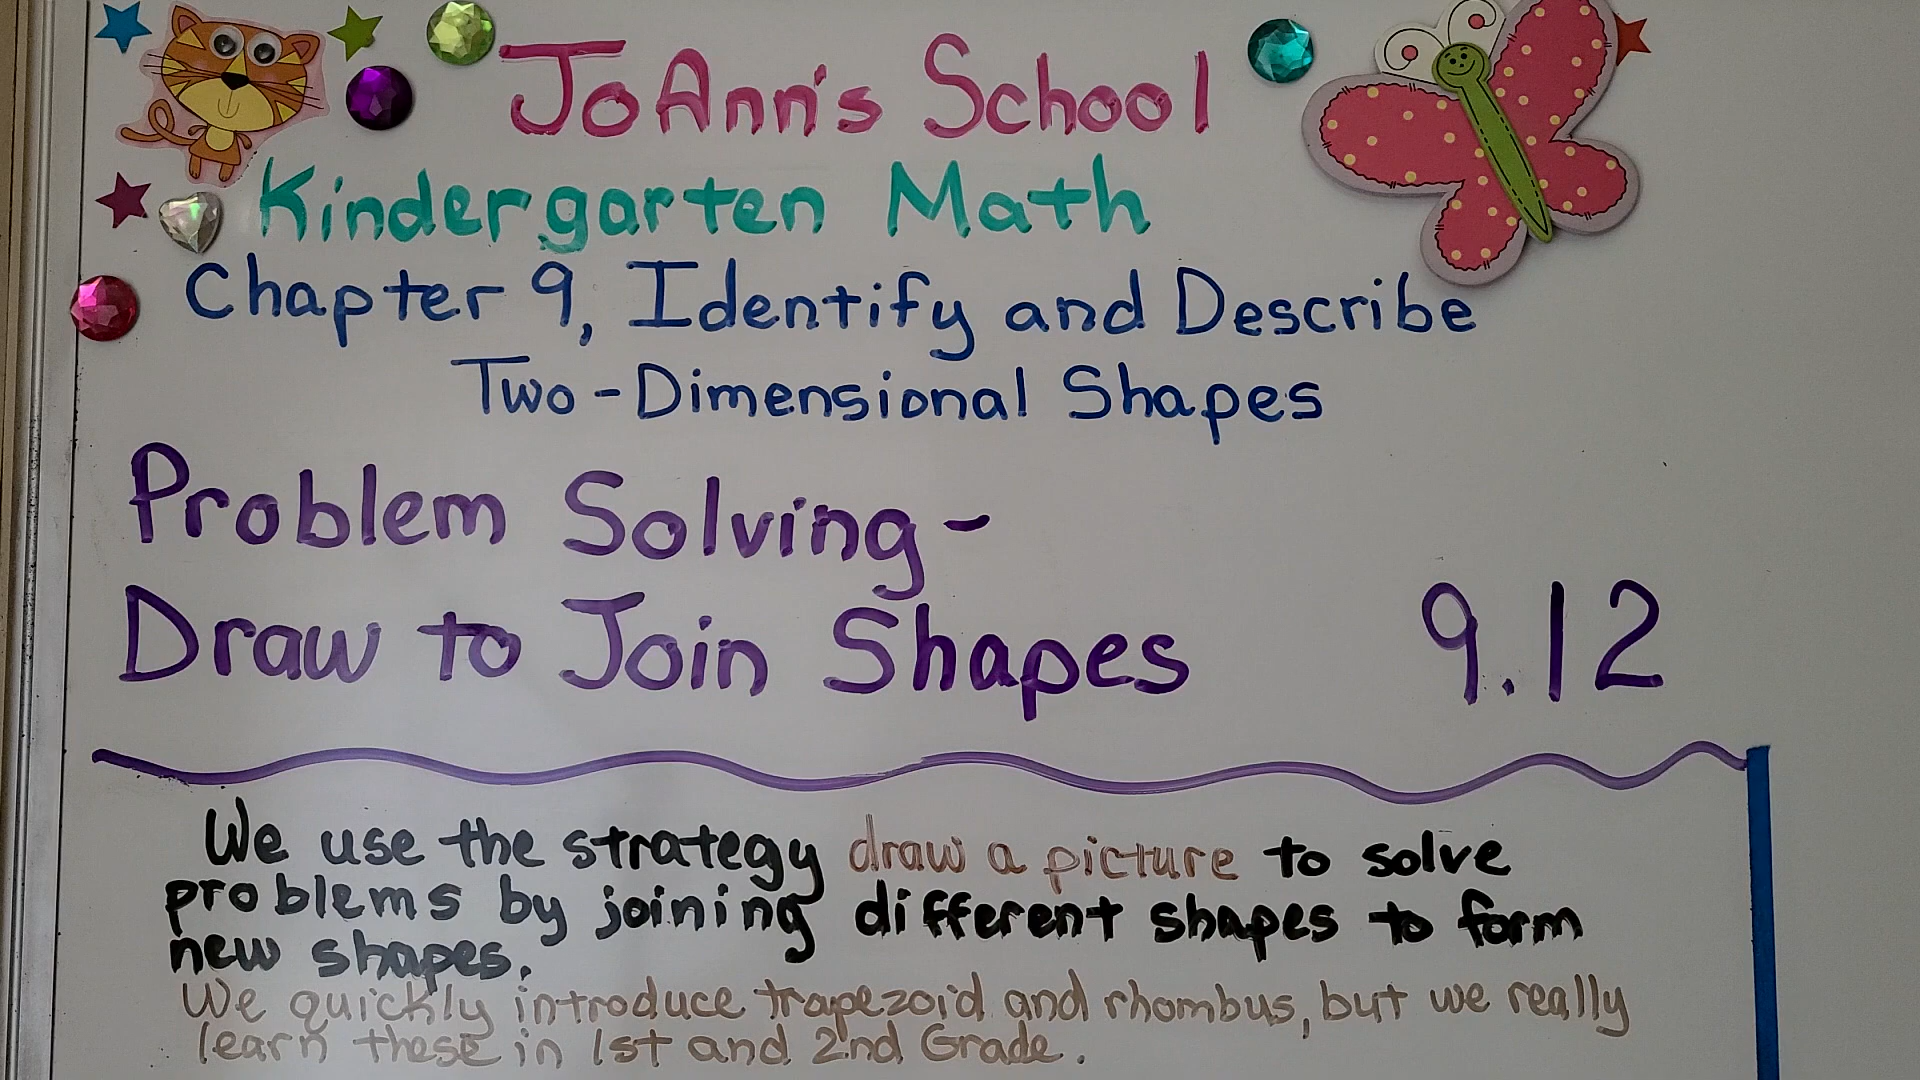 JoAnn's School
Kindergarten Math
Chapter 9, Identify and Describe
Two-Dimensional Shapes
Problem Solving-
Draw to Join Shapes 9.12
We use the strategy draw a picture to solve
problems by joining different shapes to form
new shapes.
We quickly introduce trapezoid and rhombus, but we really
learn these in 1st and 2nd Grade.